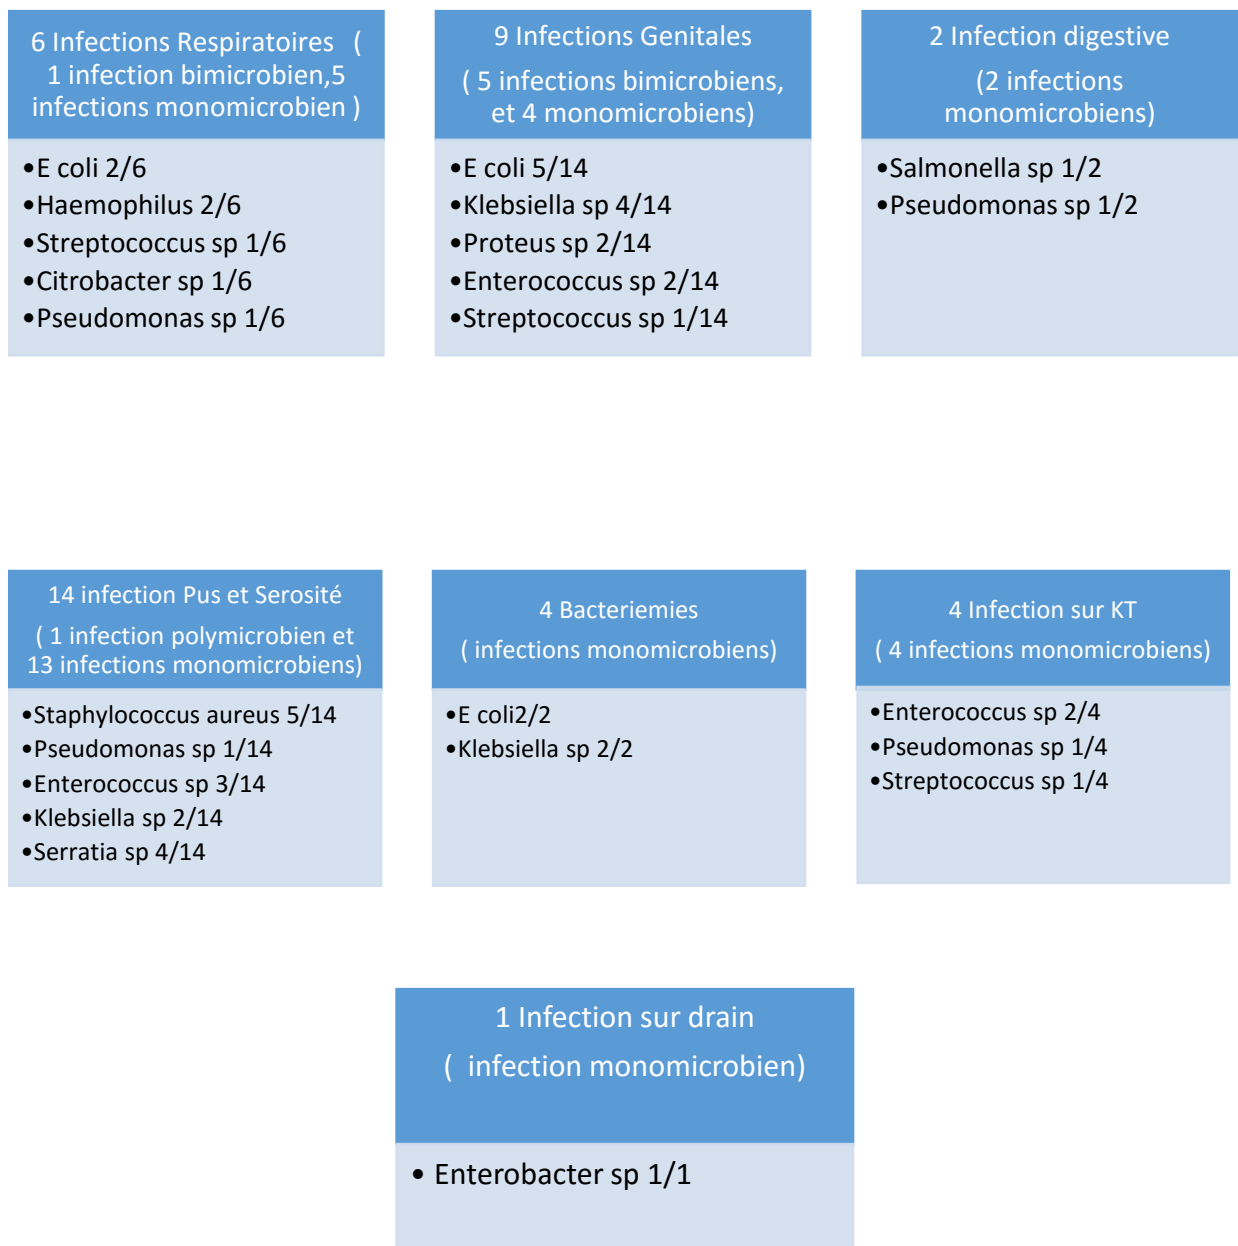 6 Infections Respiratoires (
1 infection bimicrobien,5
infections monomicrobien )
•E coli 2/6
•Haemophilus 2/6
•Streptococcus sp 1/6
•Citrobacter sp 1/6
•Pseudomonas sp 1/6
9 Infections Genitales
( 5 infections bimicrobiens,
et 4 monomicrobiens)
•E coli 5/14
•Klebsiella sp 4/14
•Proteus sp 2/14
•Enterococcus sp 2/14
•Streptococcus sp 1/14
2 Infection digestive
(2 infections
monomicrobiens)
•Salmonella sp 1/2
•Pseudomonas sp 1/2
14 infection Pus et Serosité
( 1 infection polymicrobien et
13 infections monomicrobiens)
•Staphylococcus aureus 5/14
•Pseudomonas sp 1/14
•Enterococcus sp 3/14
•Klebsiella sp 2/14
•Serratia sp 4/14
4 Bacteriemies
( infections monomicrobiens)
•E coli2/2
•Klebsiella sp 2/2
4 Infection sur KT
( 4 infections monomicrobiens)
•Enterococcus sp 2/4
•Pseudomonas sp 1/4
•Streptococcus sp 1/4
1 Infection sur drain
( infection monomicrobien)
• Enterobacter sp 1/1